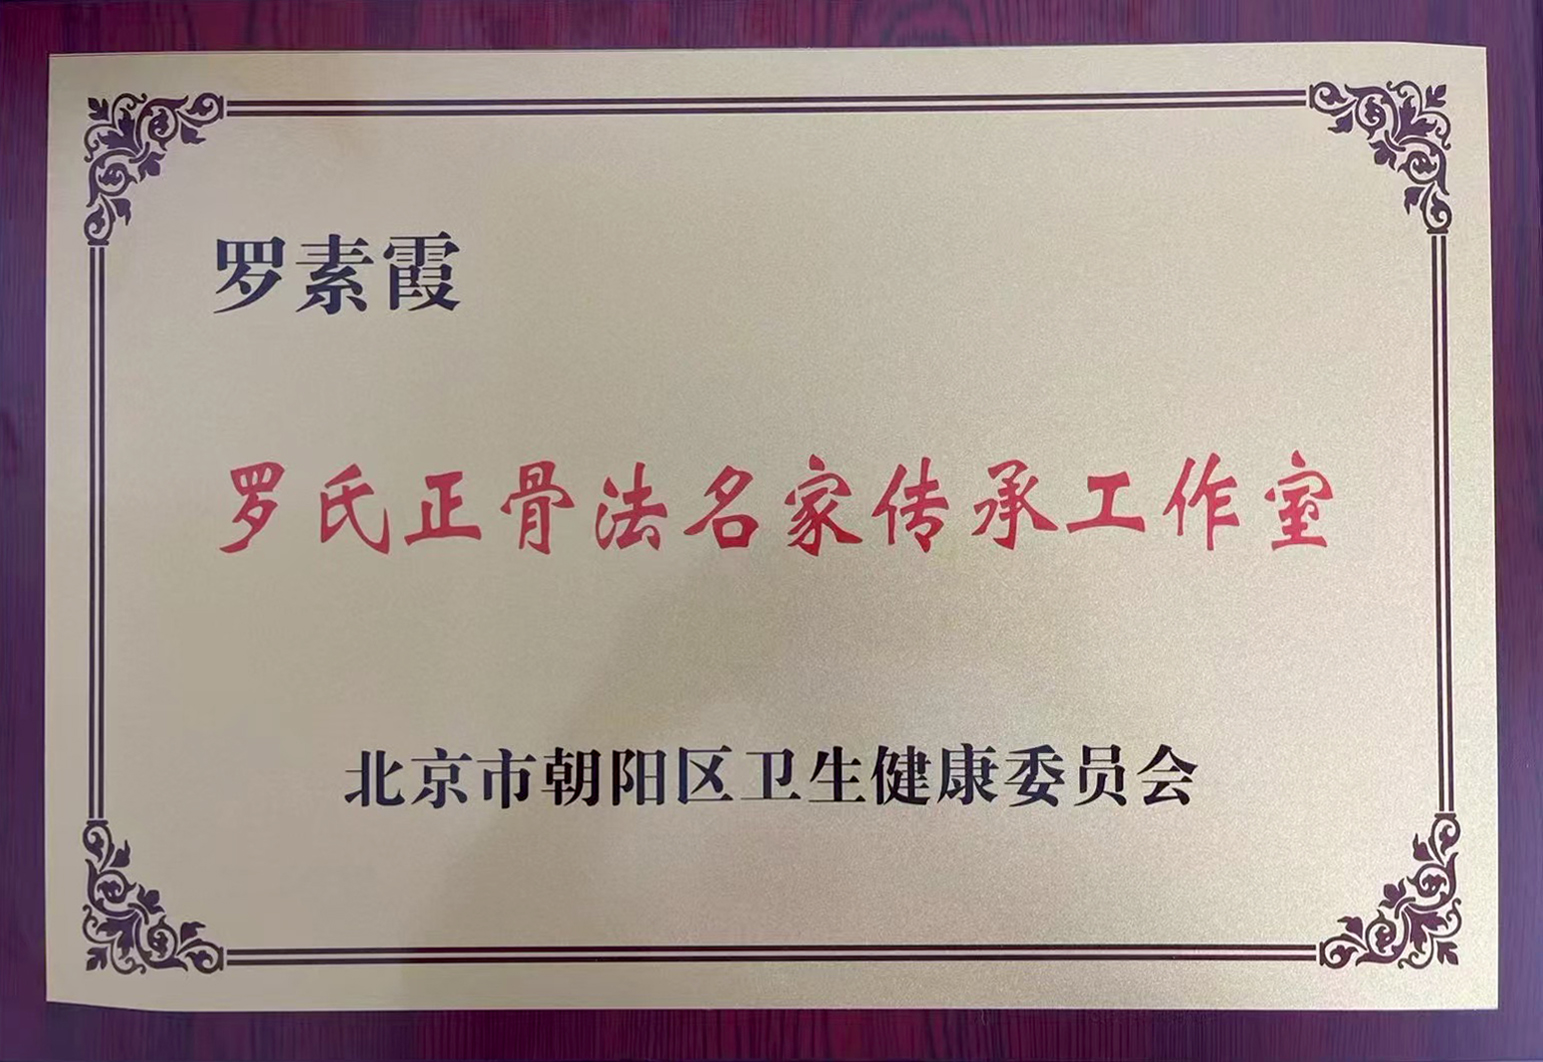 罗素霞
罗氏正骨法名家传承工作室
北京市朝阳区卫生健康委员会